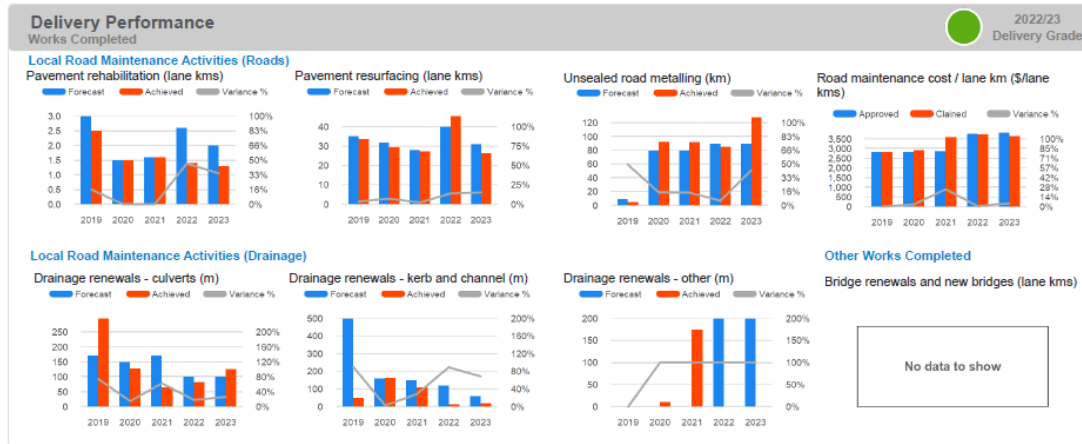 Delivery Performance
Works Completed
2022/23
Delivery Grade
Local Road Maintenance Activities (Roads)
Pavement rehabilitation (lane kms)
Forecast Achieved Variance %
3.0 100%
2.5 83%
2.0 66%
1.5 50%
1.0 33%
0.5 16%
0.0 0%
2019 2020 2021 2022 2023
Pavement resurfacing (lane kms)
Forecast Achieved Variance %
40 100%
30 75%
20 50%
10 25%
0 0%
2019 2020 2021 2022 2023
Unsealed road metalling (km)
Forecast Achieved Variance %
120 100%
100 83%
80 66%
60 50%
40 33%
20 16%
0 0%
2019 2020 2021 2022 2023
Road maintenance cost / lane km ($/lane
kms)
Approved Clained Variance %
3,500 100%
3,000 85%
2,500 71%
2,000 57%
1,500 42%
1,000 28%
500 14%
0 0%
2019 2020 2021 2022 2023
Local Road Maintenance Activities (Drainage)
Drainage renewals - culverts (m)
Forecast Achieved Variance %
250 200%
200 160%
150 120%
100 80%
50 40%
0 0%
2019 2020 2021 2022 2023
Drainage renewals - kerb and channel (m)
Forecast Achieved Variance %
500 200%
400 160%
300 120%
200 80%
100 40%
0 0%
2019 2020 2021 2022 2023
Drainage renewals - other (m)
Forecast Achieved Variance %
200 200%
150 150%
100 100%
50 50%
0 0%
2019 2020 2021 2022 2023
Other Works Completed
Bridge renewals and new bridges (lane kms)
No data to show